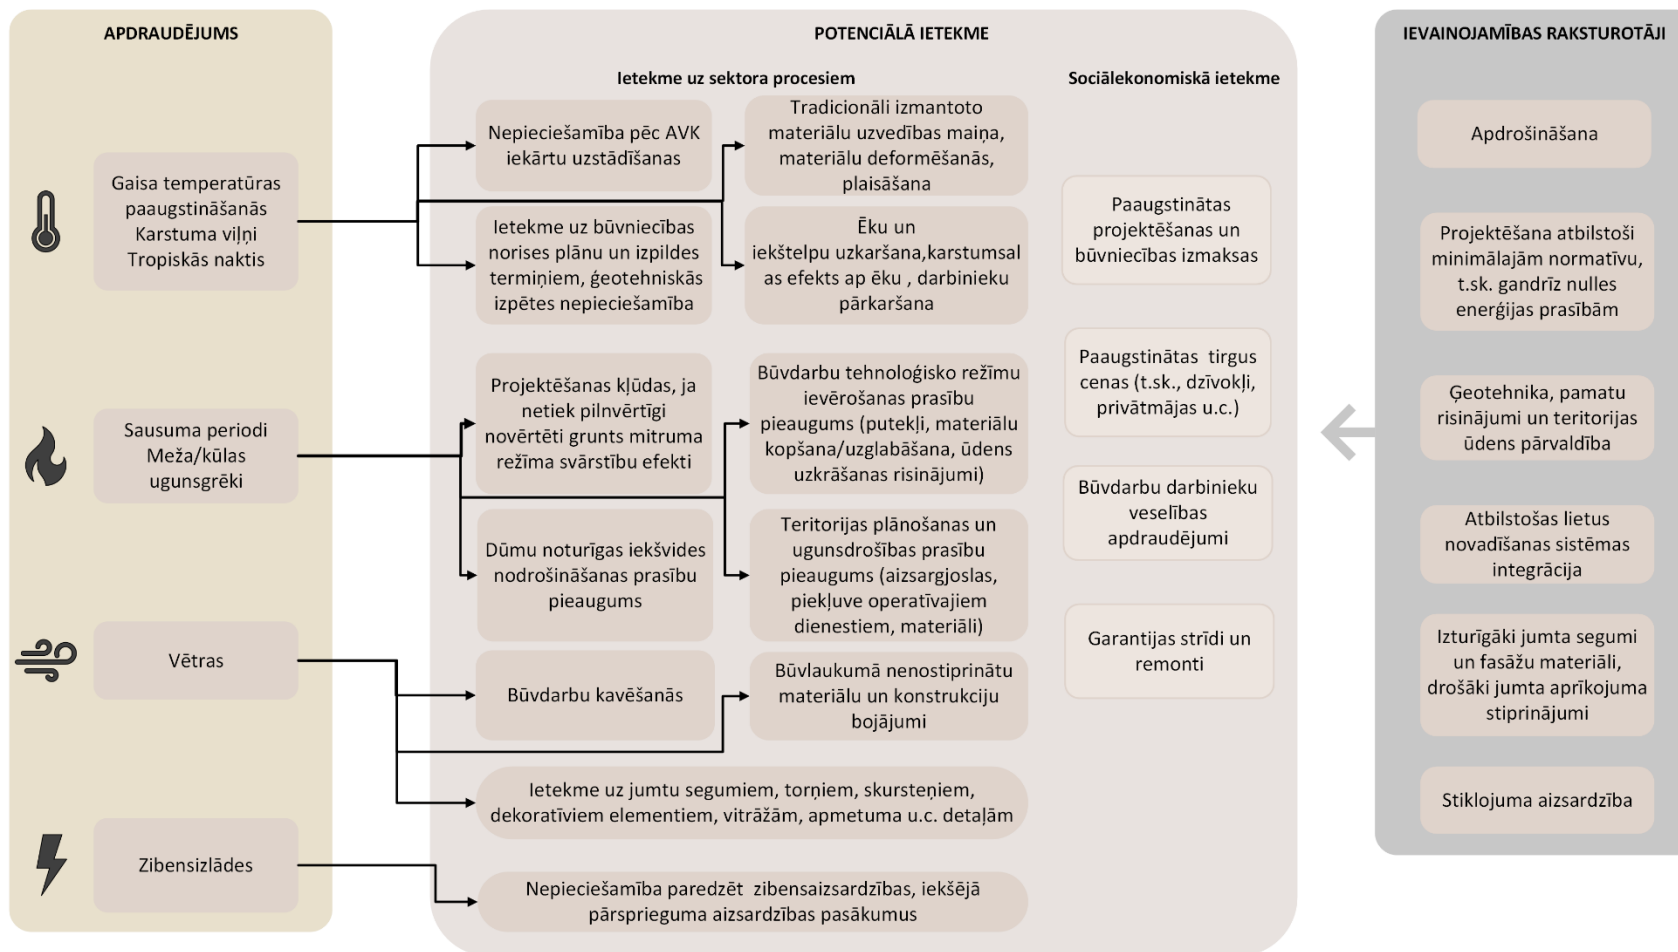 APDRAUDĒJUMS
Gaisa temperatūras
paaugstināšanās
Karstuma viļņi
Tropiskās naktis
Sausuma periodi
Meža/kūlas
ugunsgrēki
Vētras
Zibensizlādes
POTENCIĀLĀ IETEKME
Ietekme uz sektora procesiem
Nepieciešamība pēc AVK
iekārtu uzstādīšanas
Tradicionāli izmantoto
materiālu uzvedības maiņa,
materiālu deformēšanās,
plaisāšana
Ietekme uz būvniecības
norises plānu un izpildes
termiņiem, ģeotehniskās
izpētes nepieciešamība
Ēku un
iekštelpu uzkaršana,karstumsal
as efekts ap ēku , darbinieku
pārkaršana
Projektēšanas kļūdas, ja
netiek pilnvērtīgi
novērtēti grunts mitruma
režīma svārstību efekti
Būvdarbu tehnoloģisko režīmu
ievērošanas prasību
pieaugums (putekļi, materiālu
kopšana/uzglabāšana, ūdens
uzkrāšanas risinājumi)
Dūmu noturīgas iekšvides
nodrošināšanas prasību
pieaugums
Teritorijas plānošanas un
ugunsdrošības prasību
pieaugums (aizsargjoslas,
piekļuve operatīvajiem
dienestiem, materiāli)
Būvdarbu kavēšanās
Būvlaukumā nenostiprinātu
materiālu un konstrukciju
bojājumi
Ietekme uz jumtu segumiem, torņiem, skursteņiem,
dekoratīviem elementiem, vitrāžām, apmetuma u.c. detaļām
Nepieciešamība paredzēt zibensaizsardzības, iekšējā
pārsprieguma aizsardzības pasākumus
Sociālekonomiskā ietekme
Paaugstinātas
projektēšanas un
būvniecības izmaksas
Paaugstinātas tirgus
cenas (t.sk., dzīvokļi,
privātmājas u.c.)
Būvdarbu darbinieku
veselības
apdraudējumi
Garantijas strīdi un
remonti
IEVAINOJAMĪBAS RAKSTUROTĀJI
Apdrošināšana
Projektēšana atbilstoši
minimālajām normatīvu,
t.sk. gandrīz nulles
enerģijas prasībām
Ģeotehnika, pamatu
risinājumi un teritorijas
ūdens pārvaldība
Atbilstošas lietus
novadīšanas sistēmas
integrācija
Izturīgāki jumta segumi
un fasāžu materiāli,
drošāki jumta aprīkojuma
stiprinājumi
Stiklojuma aizsardzība